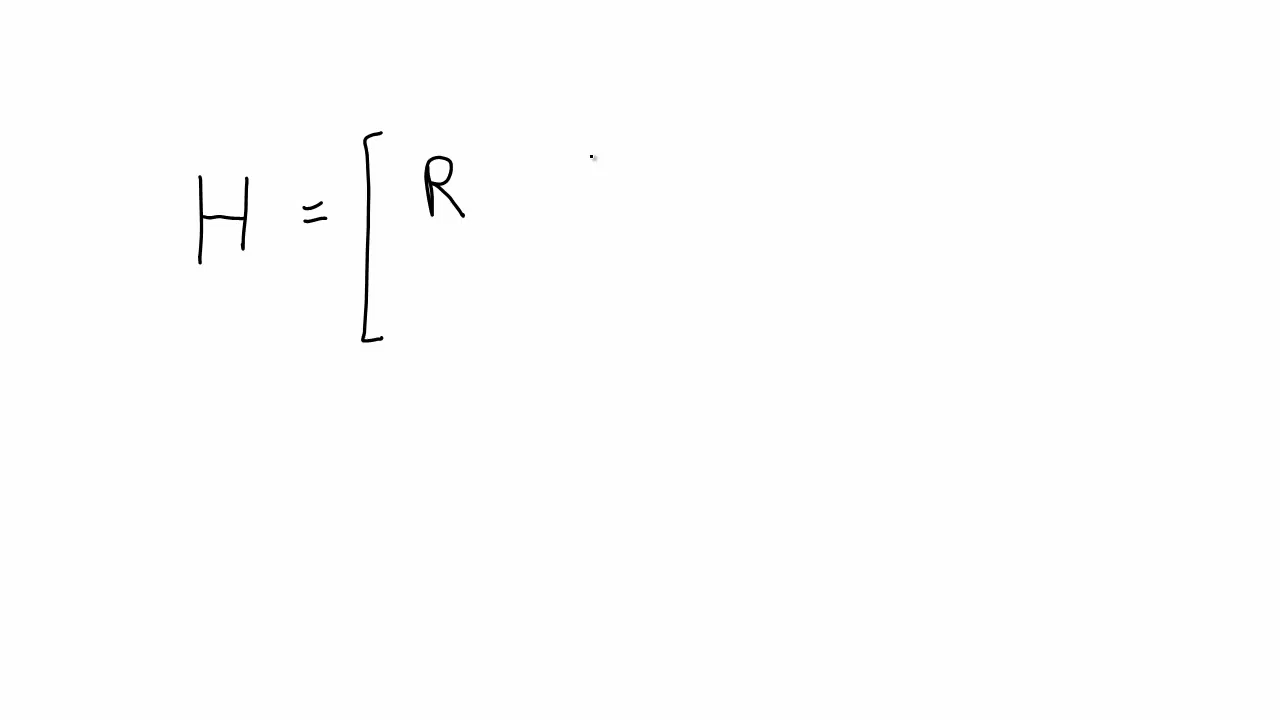 H = [ R